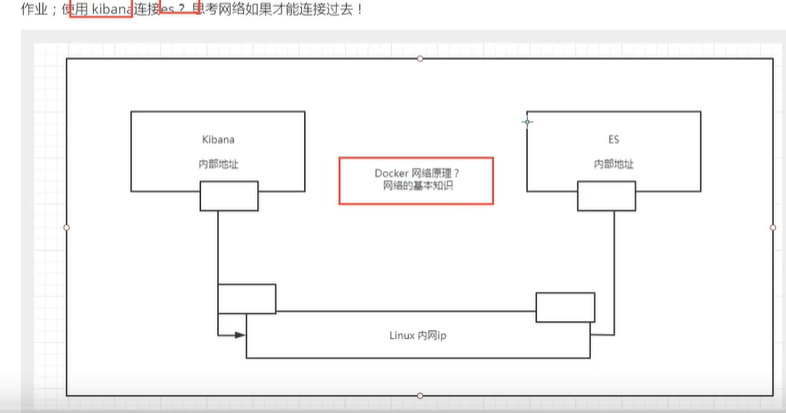 作业；使用 kibana连接es？ 思考网络如果才能连接过去！
Kibana
内部地址
ES
内部地址
Docker 网络原理？
网络的基本知识
Linux 内网ip